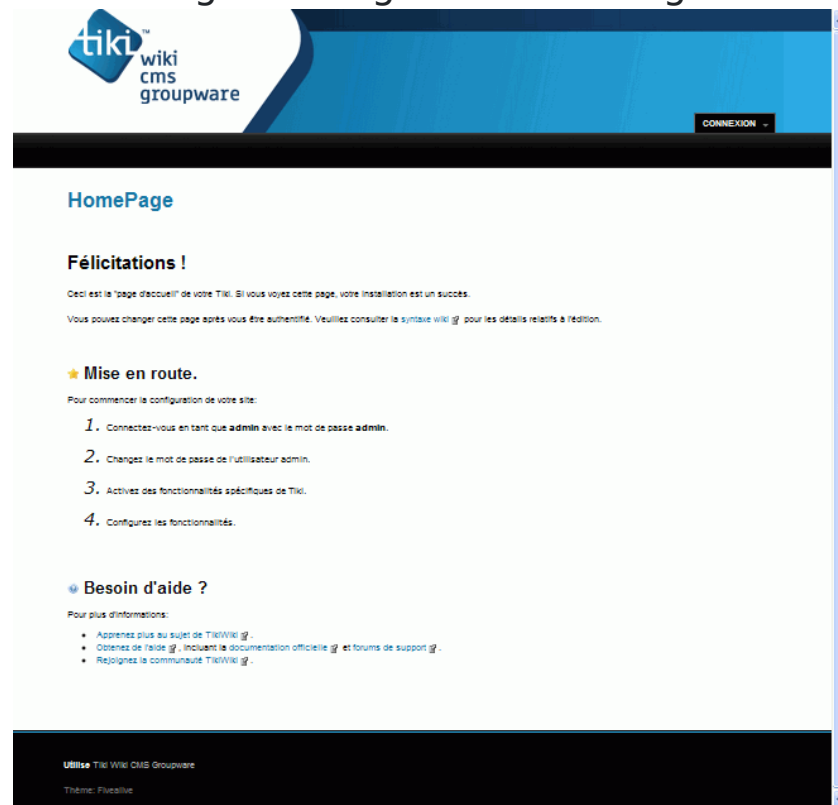 tiki™
wiki
cms
groupware
CONNEXION
HomePage
Félicitations !
Ceci est la "page d'accueil" de votre Tiki. Si vous voyez cette page, votre installation est un succès.
Vous pouvez changer cette page après vous être authentifié. Veuillez consulter la syntaxe wiki pour les détails relatifs à l'édition.
Mise en route.
Pour commencer la configuration de votre site:
1. Connectez-vous en tant que admin avec le mot de passe admin.
2. Changez le mot de passe de l'utilisateur admin.
3. Activez des fonctionnalités spécifiques de Tiki.
4. Configurez les fonctionnalités.
Besoin d'aide ?
Pour plus d'informations:
• Apprenez plus au sujet de TikiWiki .
• Obtenez de l'aide , incluant la documentation officielle et forums de support .
• Rejoignez la communauté TikiWiki .
Utilise Tiki Wiki CMS Groupware
Thème: Fivealive